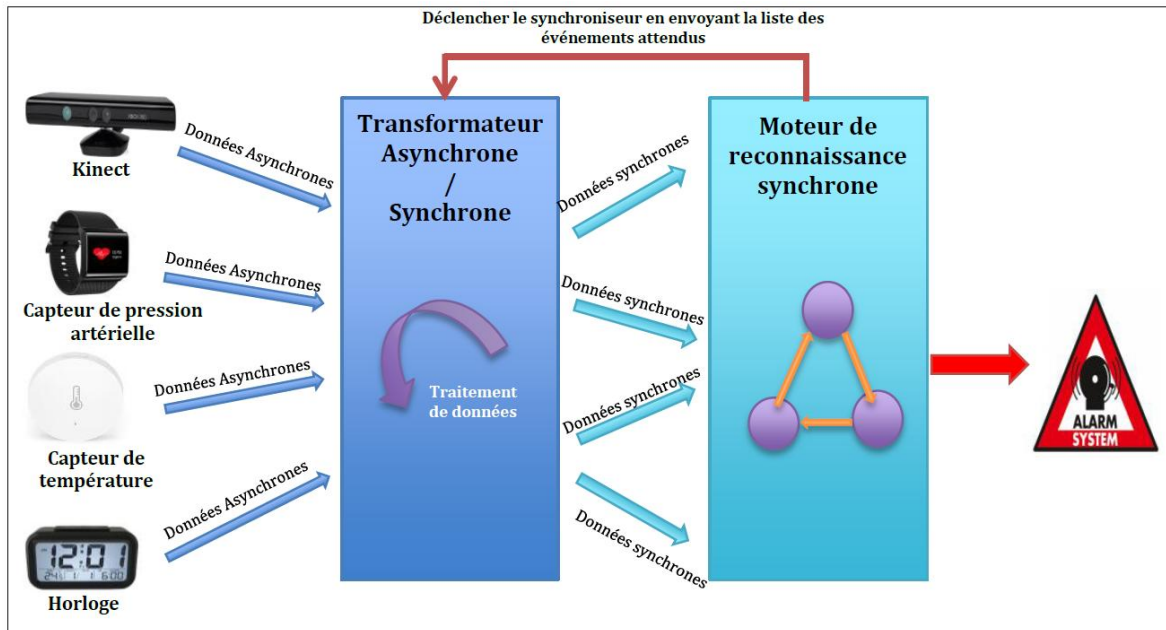 Déclencher le synchroniseur en envoyant la liste des
événements attendus
Kinect
Données Asynchrones
Capteur de pression
artérielle
Données Asynchrones
Capteur de
température
Données Asynchrones
12:01
Horloge
Données Asynchrones
Transformateur
Asynchrone
/
Synchrone
Traitement
de données
Données synchrones
Données synchrones
Données synchrones
Données synchrones
Moteur de
reconnaissance
synchrone
ALARM
SYSTEM